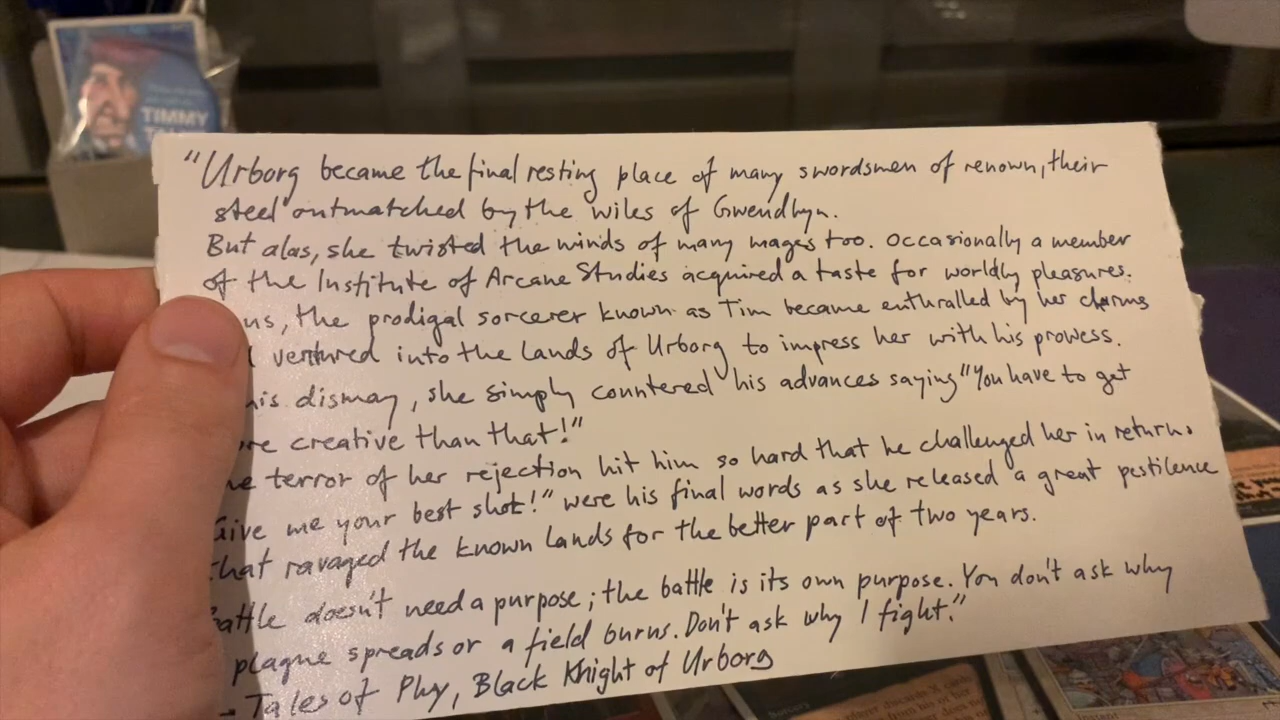 TIMMY
"Urborg became the final resting place of many swordsmen of renown, their
steel outmatched by the wiles of Gwendlyn.
But alas, she twisted the minds of many mages too. Occasionally a member
of the Institute of Arcane Studies acquired a taste for worldly pleasures.
us, the prodigal sorcerer known as Tim became enthralled by her charms
ventured into the lands of Urborg to impress her with his prowess.
his dismay, she simply countered his advances saying "You have to get
re creative than that!"
he terror of her rejection hit him so hard that he challenged her in return.
Give me your best shot!" were his final words as she released a great pestilence
that ravaged the known lands for the better part of two years.
Battle doesn't need a purpose; the battle is its own purpose. You don't ask why
plague spreads or a field burns. Don't ask why I fight."
- Tales of Phy, Black Knight of Urborg